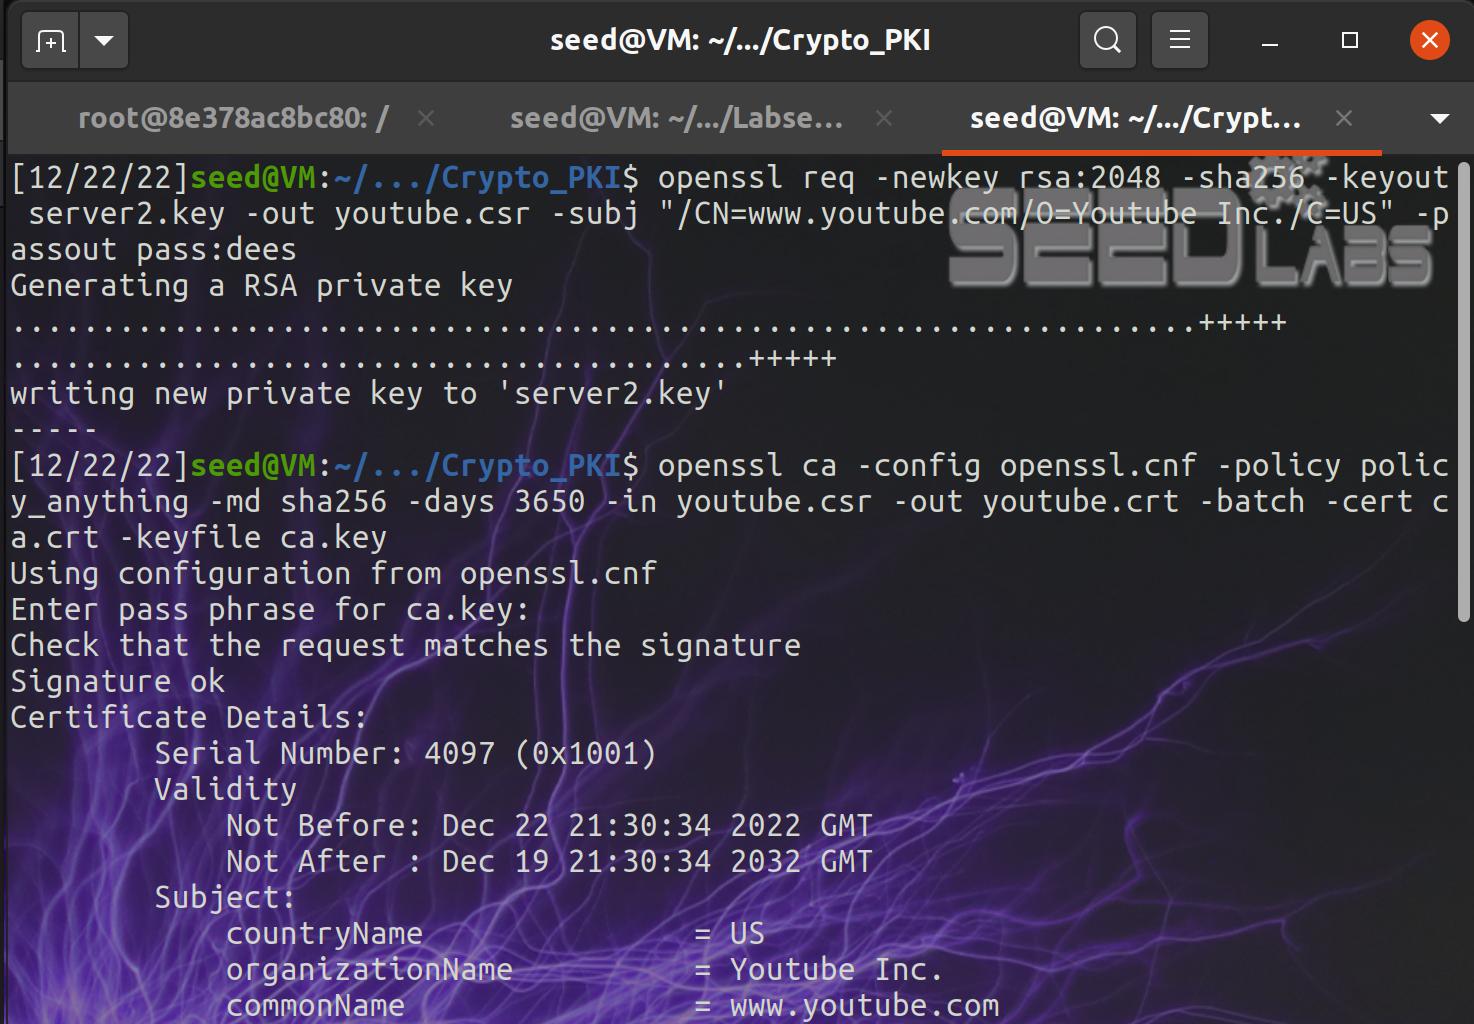 seed@VM: ~/.../Crypto_PKI
root@8e378ac8bc80: / seed@VM: ~/.../Labse... seed@VM: ~/.../Crypt...
[12/22/22]seed@VM:~/.../Crypto_PKI$ openssl req -newkey rsa:2048 -sha256 -keyout
 server2.key -out youtube.csr -subj "/CN=www.youtube.com/O=Youtube Inc./C=US" -p
assout pass:dees
Generating a RSA private key
..................................................................+++++
.........................................+++++
writing new private key to 'server2.key'
-----
[12/22/22]seed@VM:~/.../Crypto_PKI$ openssl ca -config openssl.cnf -policy polic
y_anything -md sha256 -days 3650 -in youtube.csr -out youtube.crt -batch -cert c
a.crt -keyfile ca.key
Using configuration from openssl.cnf
Enter pass phrase for ca.key:
Check that the request matches the signature
Signature ok
Certificate Details:
        Serial Number: 4097 (0x1001)
        Validity
            Not Before: Dec 22 21:30:34 2022 GMT
            Not After : Dec 19 21:30:34 2032 GMT
        Subject:
            countryName               = US
            organizationName          = Youtube Inc.
            commonName                = www.youtube.com
SEED LABS